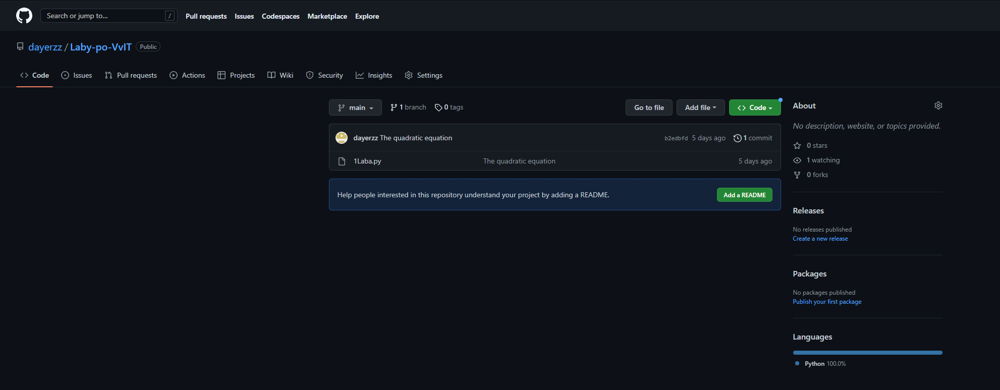 Search or jump to... / Pull requests Issues Codespaces Marketplace Explore
dayerzz / Laby-po-VvIT Public
Code Issues Pull requests Actions Projects Wiki Security Insights Settings
main 1 branch 0 tags Go to file Add file Code
dayerzz The quadratic equation b2edbfd 5 days ago 1 commit
1Laba.py The quadratic equation 5 days ago
Help people interested in this repository understand your project by adding a README. Add a README
About
No description, website, or topics provided.
0 stars
1 watching
0 forks
Releases
No releases published
Create a new release
Packages
No packages published
Publish your first package
Languages
Python 100.0%